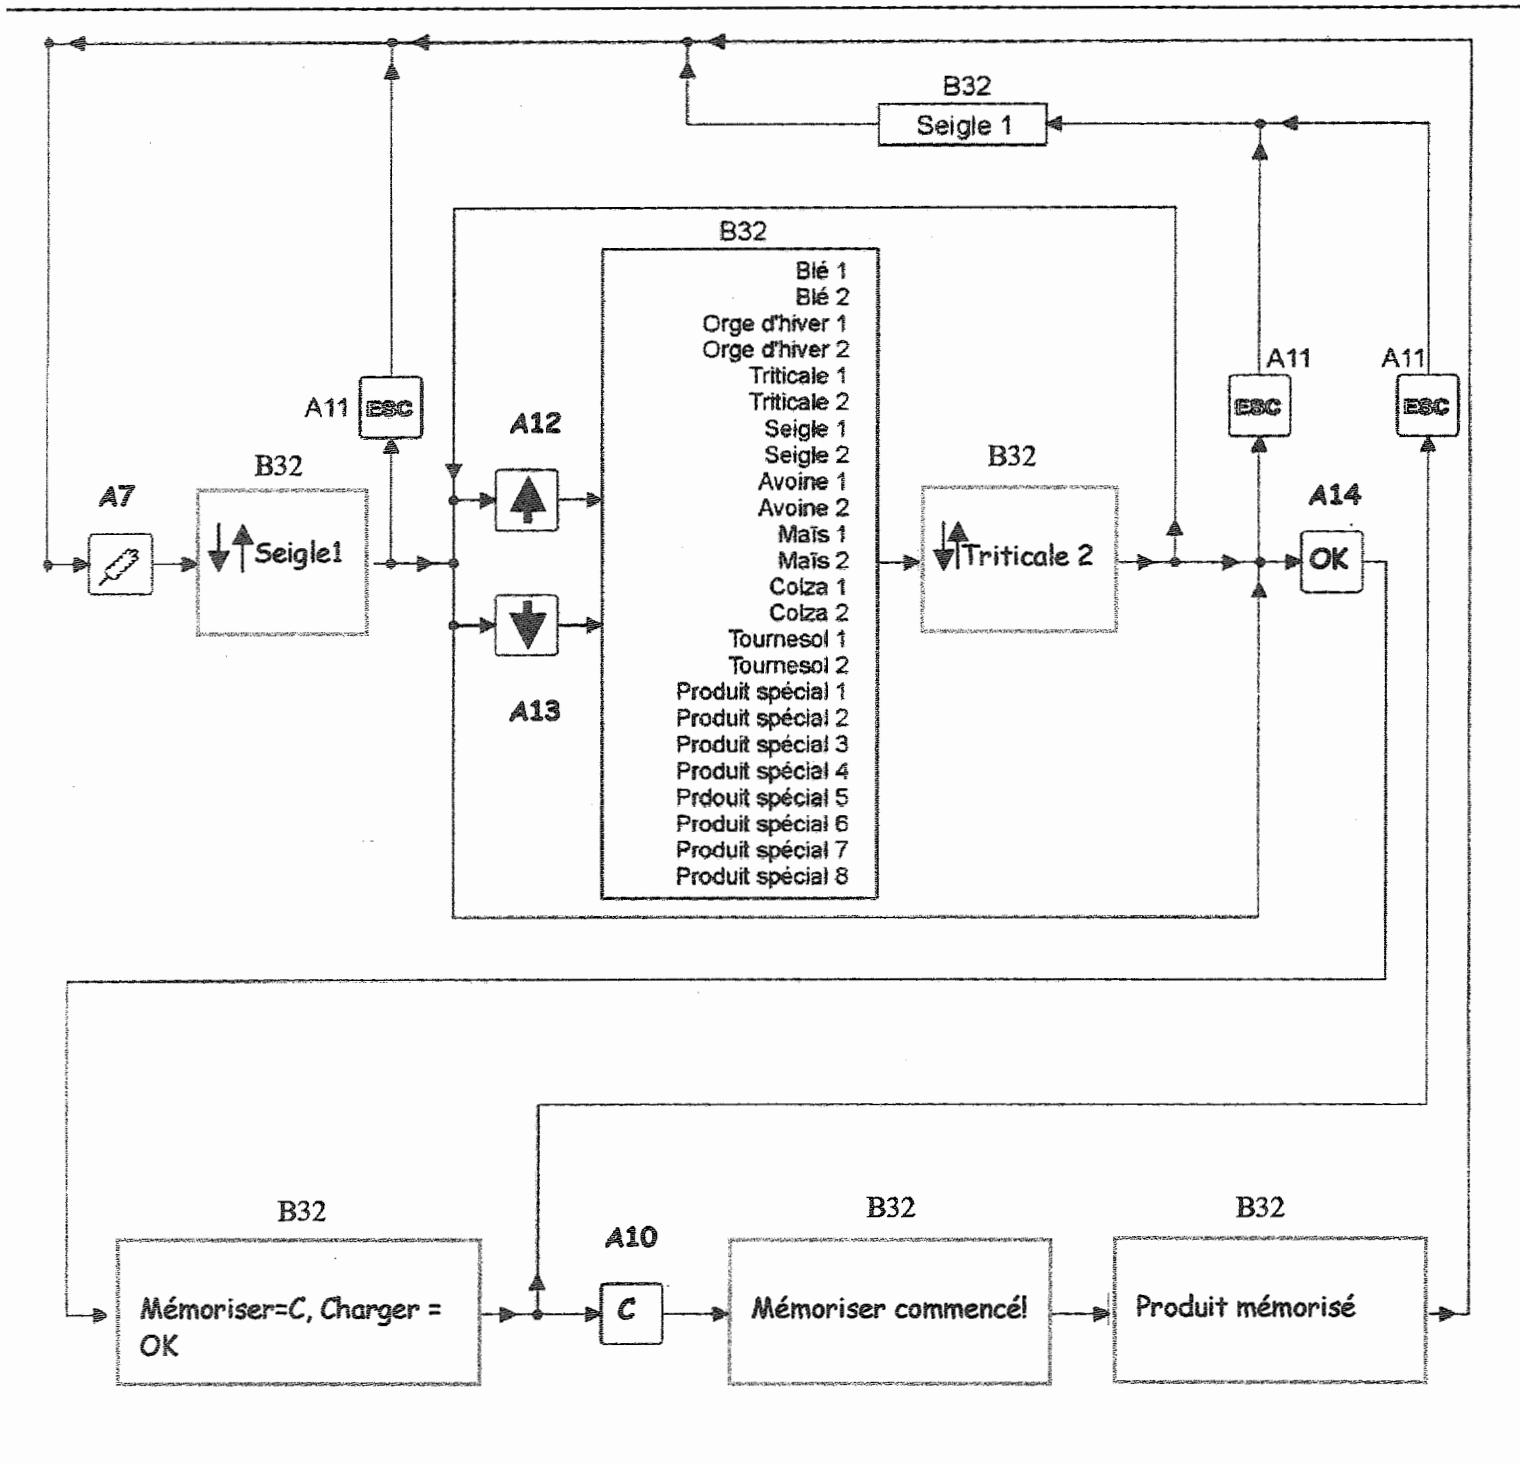 B32
Seigle 1
B32
Blé 1
Blé 2
Orge d'hiver 1
Orge d'hiver 2
Triticale 1
Triticale 2
Seigle 1
Seigle 2
Avoine 1
Avoine 2
Maïs 1
Maïs 2
Colza 1
Colza 2
Tournesol 1
Tournesol 2
Produit spécial 1
Produit spécial 2
Produit spécial 3
Produit spécial 4
Prdouit spécial 5
Produit spécial 6
Produit spécial 7
Produit spécial 8
A11
ESC
A12
A13
A7
B32
Seigle1
B32
Triticale 2
A11
ESC
A11
ESC
A14
OK
B32
Mémoriser=C, Charger =
OK
A10
C
B32
Mémoriser commencé!
B32
Produit mémorisé